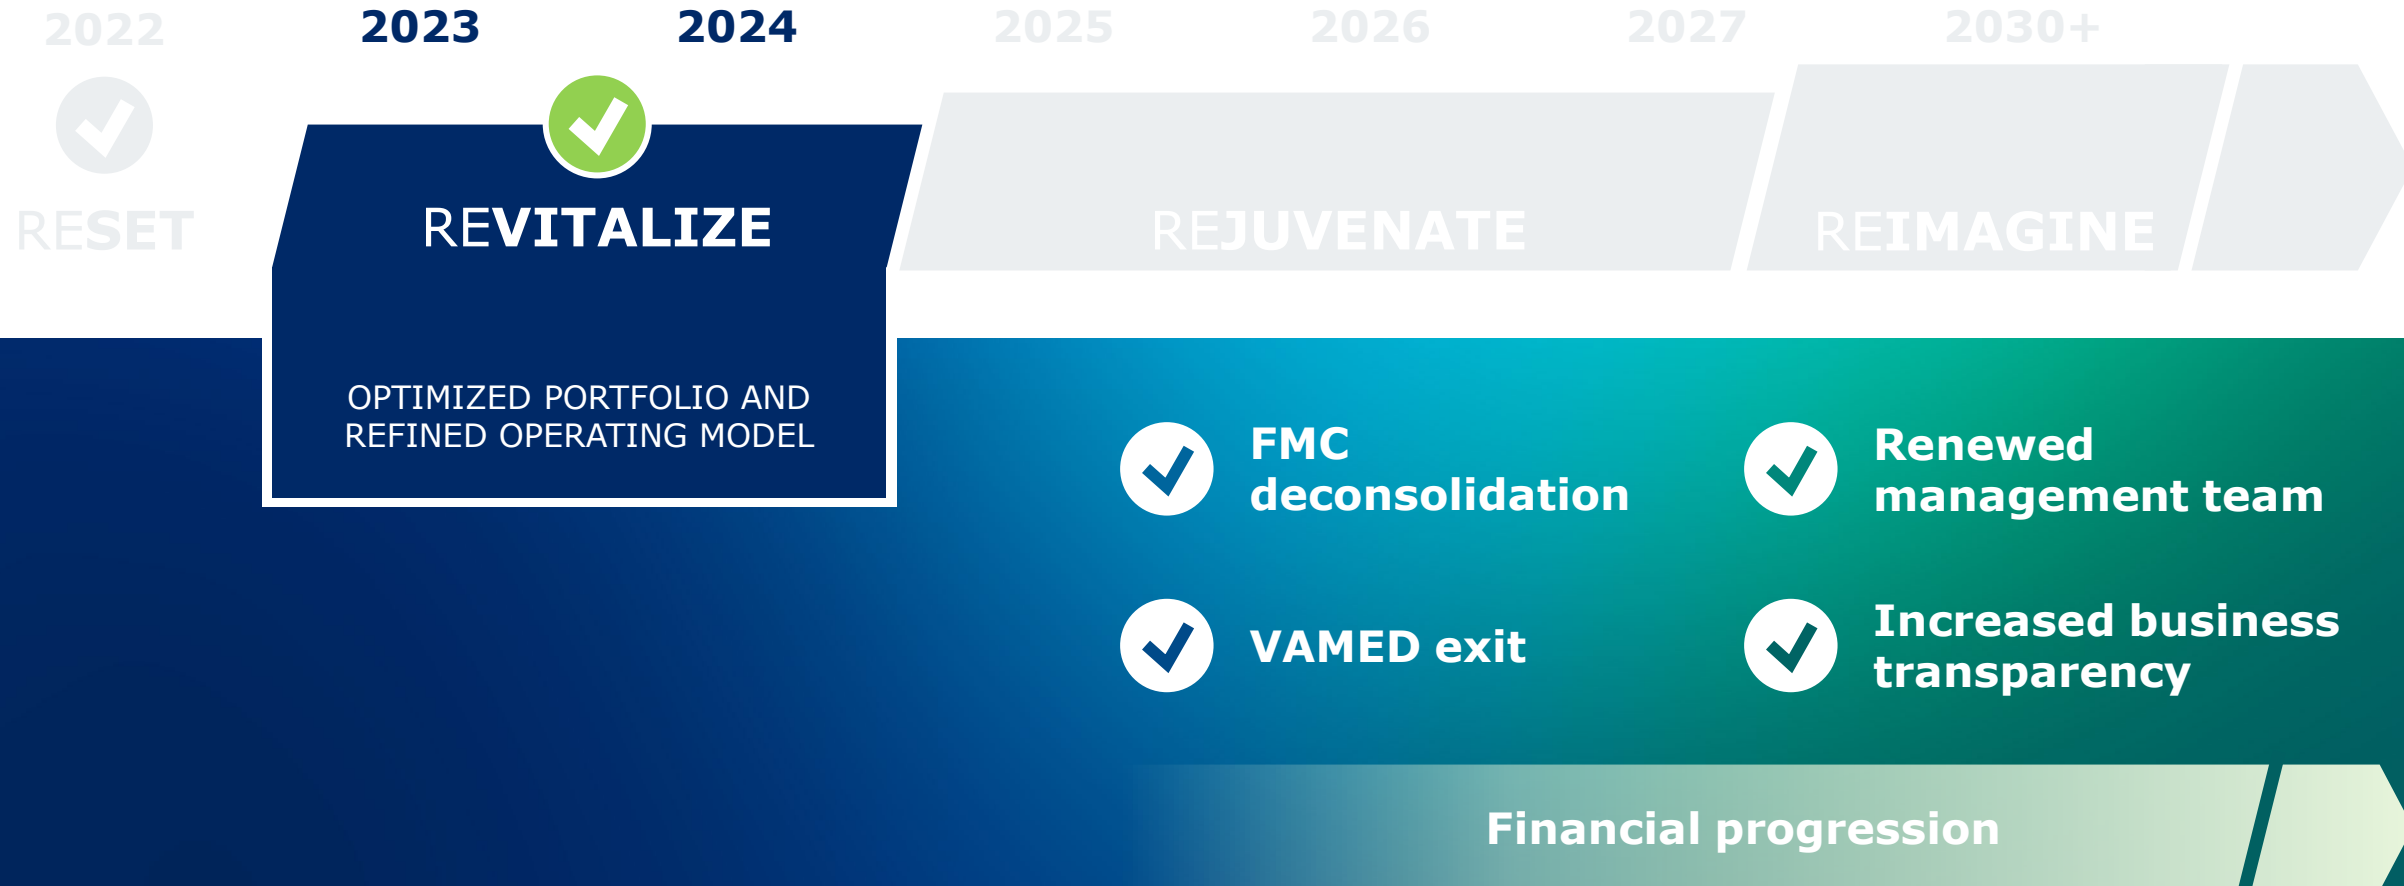 2022 2023 2024 2025 2026 2027 2030+
RESET REVITALIZE REJUVENATE REIMAGINE
OPTIMIZED PORTFOLIO AND
REFINED OPERATING MODEL
FMC
deconsolidation
Renewed
management team
VAMED exit
Increased business
transparency
Financial progression